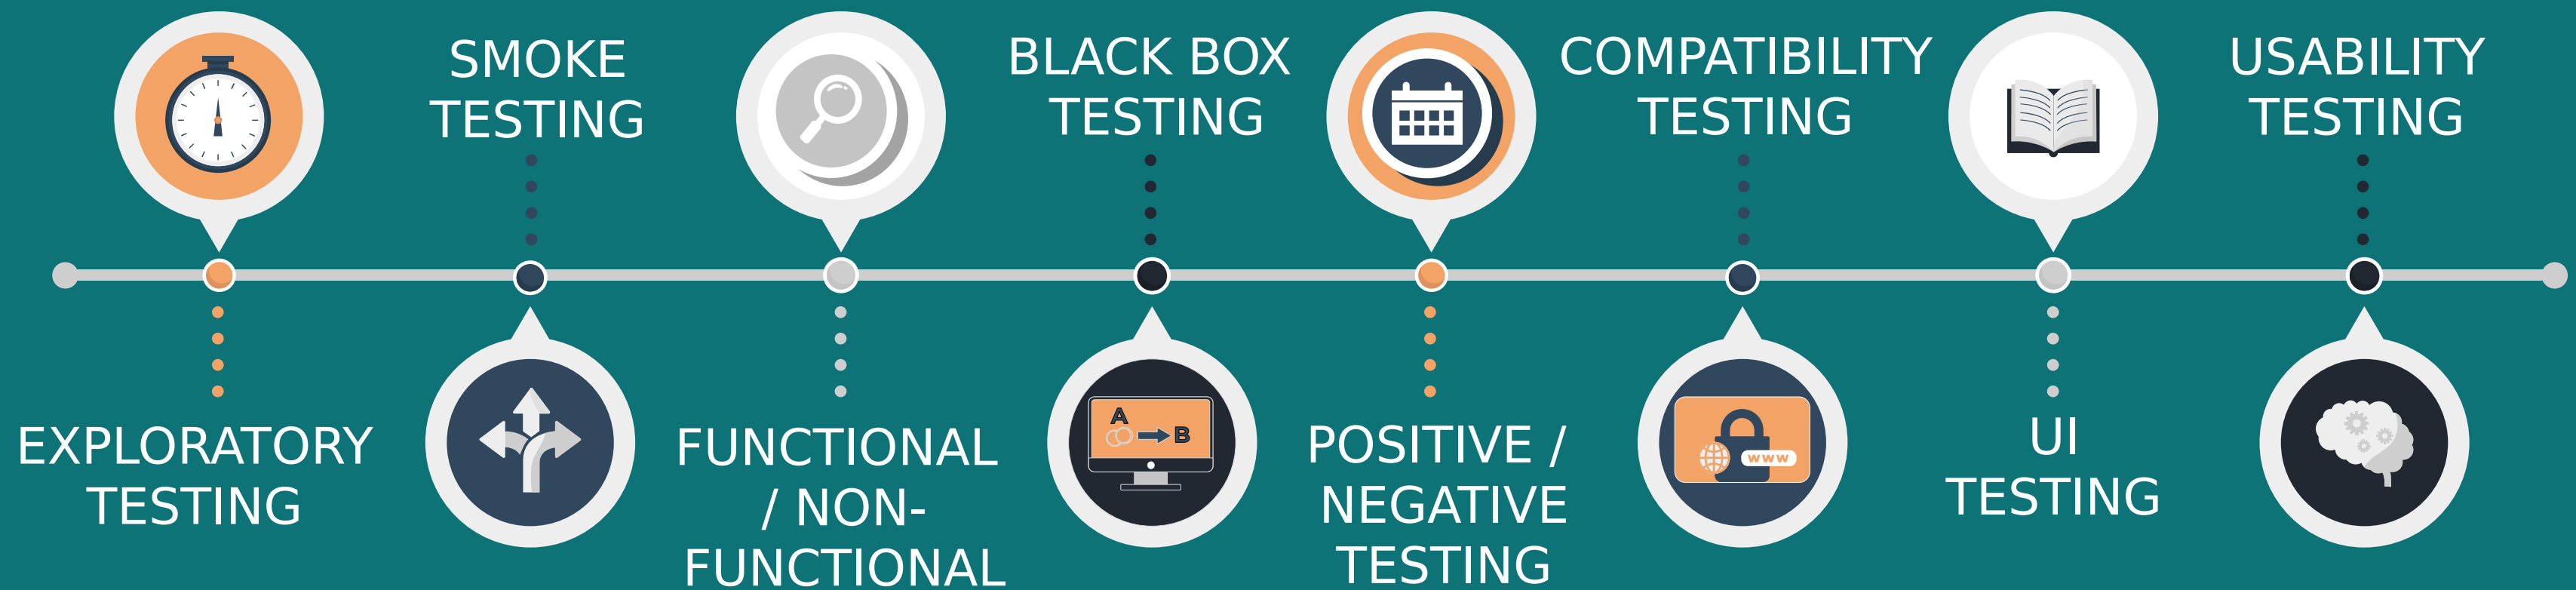 EXPLORATORY
TESTING
SMOKE
TESTING
FUNCTIONAL
/ NON-
FUNCTIONAL
BLACK BOX
TESTING
A
B
POSITIVE /
NEGATIVE
TESTING
COMPATIBILITY
TESTING
www
UI
TESTING
USABILITY
TESTING